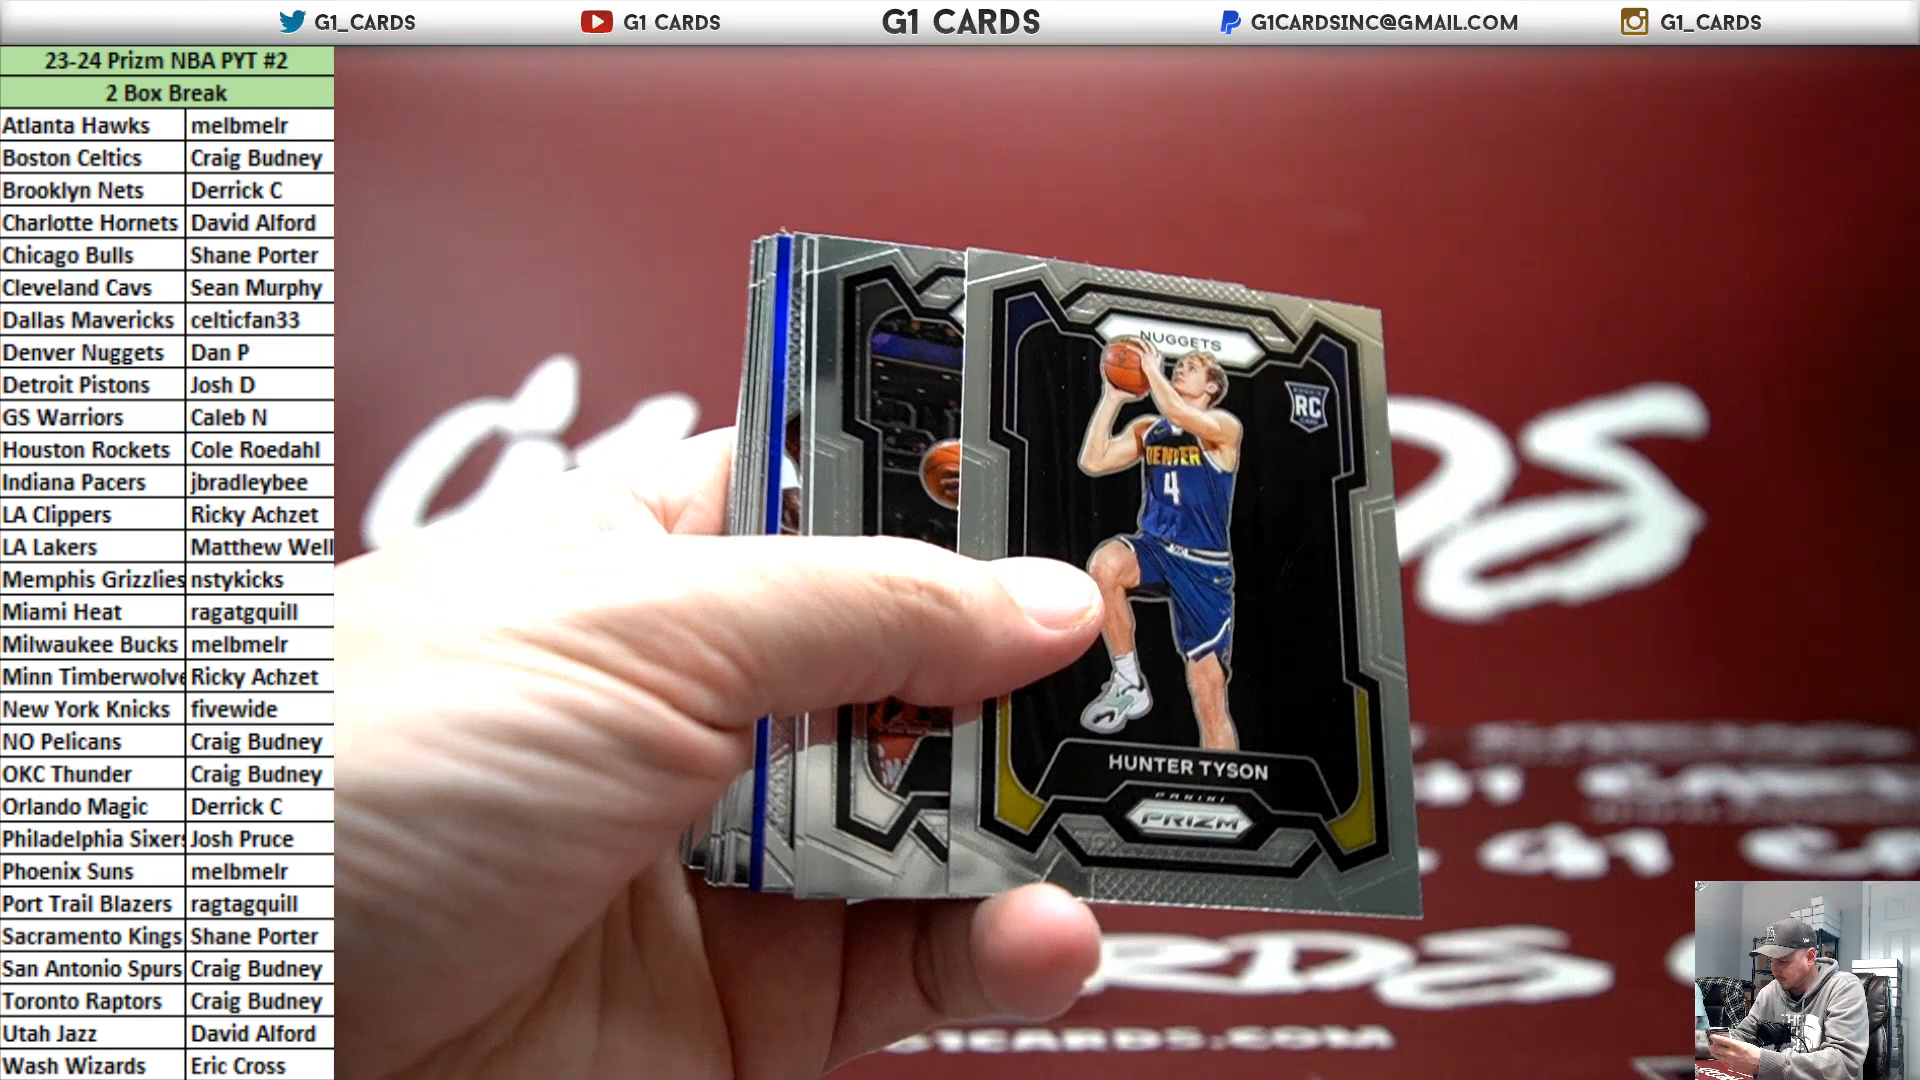 G1_CARDS G1 CARDS G1 CARDS G1CARDSINC@GMAIL.COM G1_CARDS
23-24 Prizm NBA PYT #2
2 Box Break
Atlanta Hawks melbmelr
Boston Celtics Craig Budney
Brooklyn Nets Derrick C
Charlotte Hornets David Alford
Chicago Bulls Shane Porter
Cleveland Cavs Sean Murphy
Dallas Mavericks celticfan33
Denver Nuggets Dan P
Detroit Pistons Josh D
GS Warriors Caleb N
Houston Rockets Cole Roedahl
Indiana Pacers jbradleybee
LA Clippers Ricky Achzet
LA Lakers Matthew Well
Memphis Grizzlies nstykicks
Miami Heat ragatgquill
Milwaukee Bucks melbmelr
Minn Timberwolve Ricky Achzet
New York Knicks fivewide
NO Pelicans Craig Budney
OKC Thunder Craig Budney
Orlando Magic Derrick C
Philadelphia Sixers Josh Pruce
Phoenix Suns melbmelr
Port Trail Blazers ragtagquill
Sacramento Kings Shane Porter
San Antonio Spurs Craig Budney
Toronto Raptors Craig Budney
Utah Jazz David Alford
Wash Wizards Eric Cross
NUGGETS
RC
DENVER
4
HUNTER TYSON
PANINI
PRIZM
G1CARDS.COM